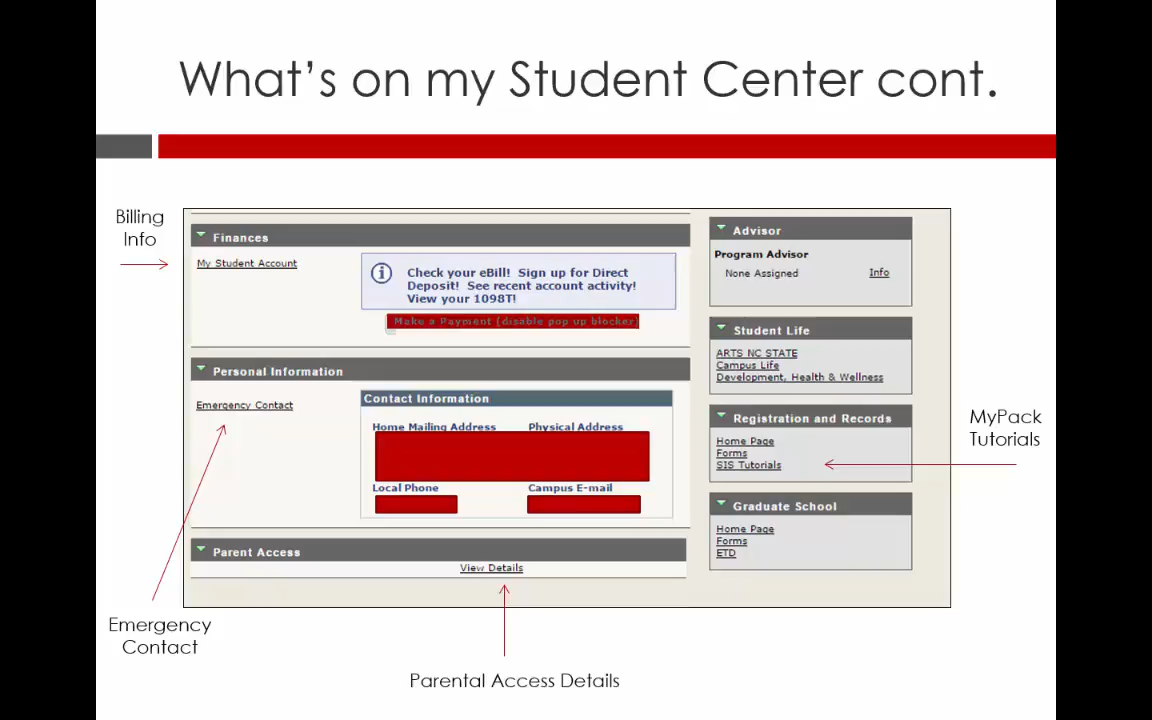 What's on my Student Center cont.
Billing
Info
Finances
My Student Account
Check your eBill! Sign up for Direct
Deposit! See recent account activity!
View your 1098T!
Make a Payment (disable pop up blocker)
Personal Information
Emergency Contact
Contact Information
Home Mailing Address Physical Address
Local Phone Campus E-mail
Parent Access
View Details
Advisor
Program Advisor
None Assigned Info
Student Life
ARTS NC STATE
Campus Life
Development, Health & Wellness
Registration and Records
Home Page
Forms
SIS Tutorials
Graduate School
Home Page
Forms
ETD
MyPack
Tutorials
Emergency
Contact
Parental Access Details